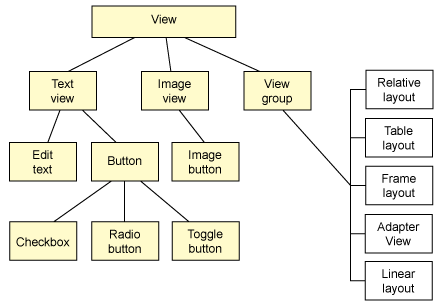 View
Text
view
Image
view
View
group
Edit
text
Button
Image
button
Checkbox
Radio
button
Toggle
button
Relative
layout
Table
layout
Frame
layout
Adapter
View
Linear
layout